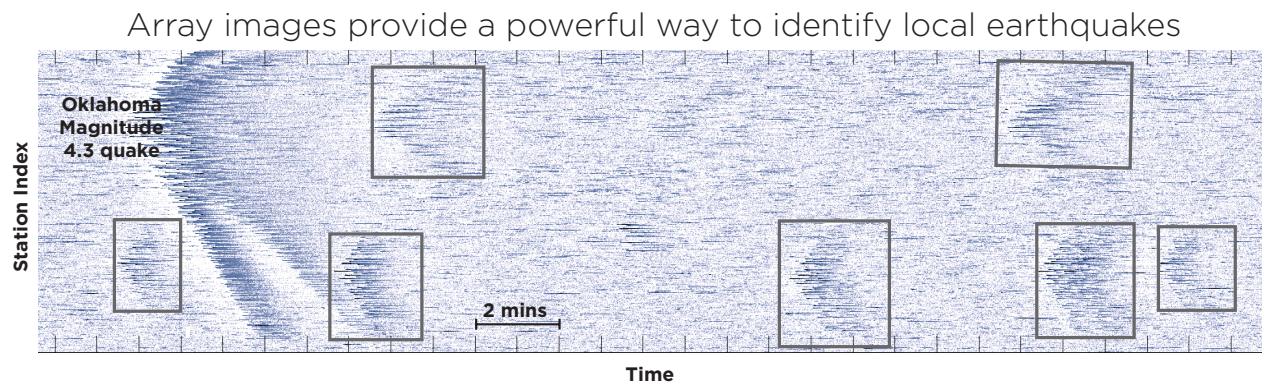 Array images provide a powerful way to identify local earthquakes
Oklahoma
Magnitude
4.3 quake
Station Index
2 mins
Time